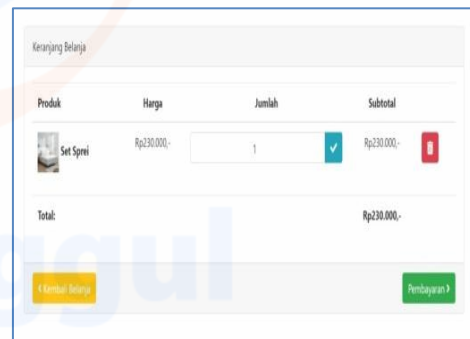 Keranjang Belanja
Produk Harga Jumlah Subtotal
Set Sprei Rp230.000,- 1 Rp230.000,-
Total: Rp230.000,-
Kembali Belanja Pembayaran
ggul